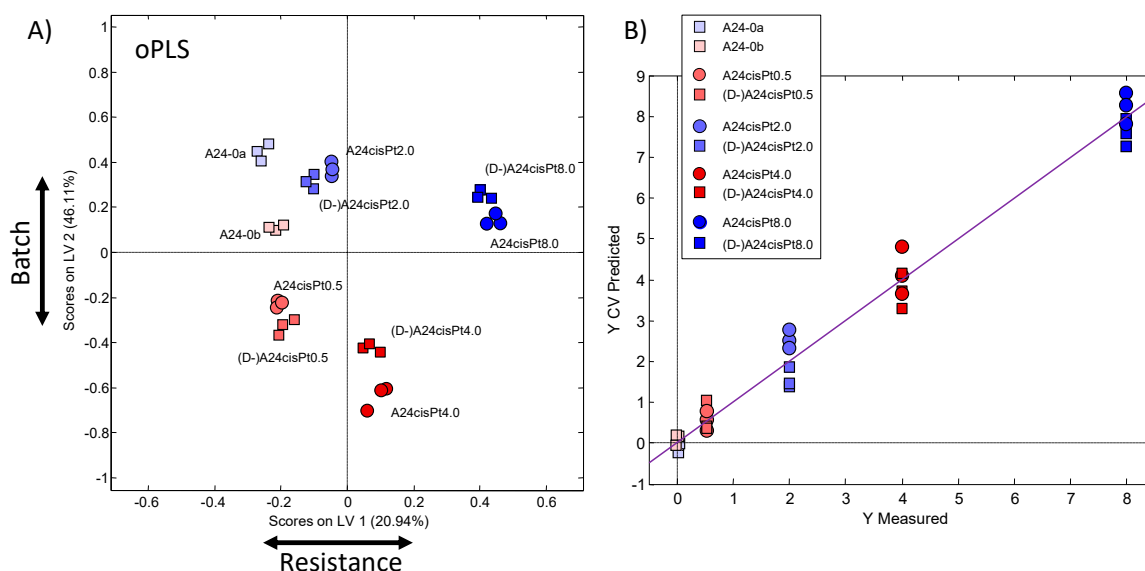 A)
oPLS
1
0.8
0.6
0.4
0.2
0
-0.2
-0.4
-0.6
-0.8
-1
Scores on LV 2 (46.11%)
Batch
A24-0a
A24cisPt2.0
(D-)A24cisPt2.0
(D-)A24cisPt8.0
A24-0b
A24cisPt8.0
A24cisPt0.5
(D-)A24cisPt0.5
(D-)A24cisPt4.0
A24cisPt4.0
-0.6
-0.4
-0.2
0
0.2
0.4
0.6
Scores on LV 1 (20.94%)
Resistance
B)
A24-0a
A24-0b
A24cisPt0.5
(D-)A24cisPt0.5
A24cisPt2.0
(D-)A24cisPt2.0
A24cisPt4.0
(D-)A24cisPt4.0
A24cisPt8.0
(D-)A24cisPt8.0
9
8
7
6
5
4
3
2
1
0
-1
Y CV Predicted
0
1
2
3
4
5
6
7
8
Y Measured